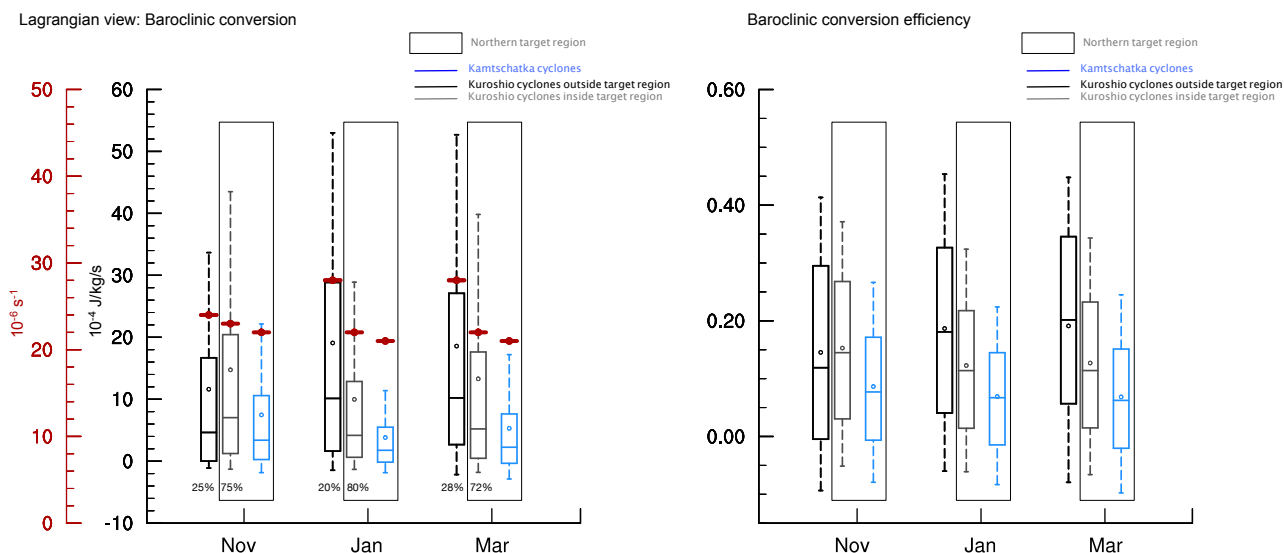 Lagrangian view: Baroclinic conversion
Northern target region
Kamtschatka cyclones
Kuroshio cyclones outside target region
Kuroshio cyclones inside target region
50
40
30
20
10
0
10⁻⁶ s⁻¹
60
50
40
30
20
10
0
-10
10⁻⁴ J/kg/s
25% 75%
20% 80%
28% 72%
Nov Jan Mar
Baroclinic conversion efficiency
Northern target region
Kamtschatka cyclones
Kuroshio cyclones outside target region
Kuroshio cyclones inside target region
0.60
0.40
0.20
0.00
Nov Jan Mar